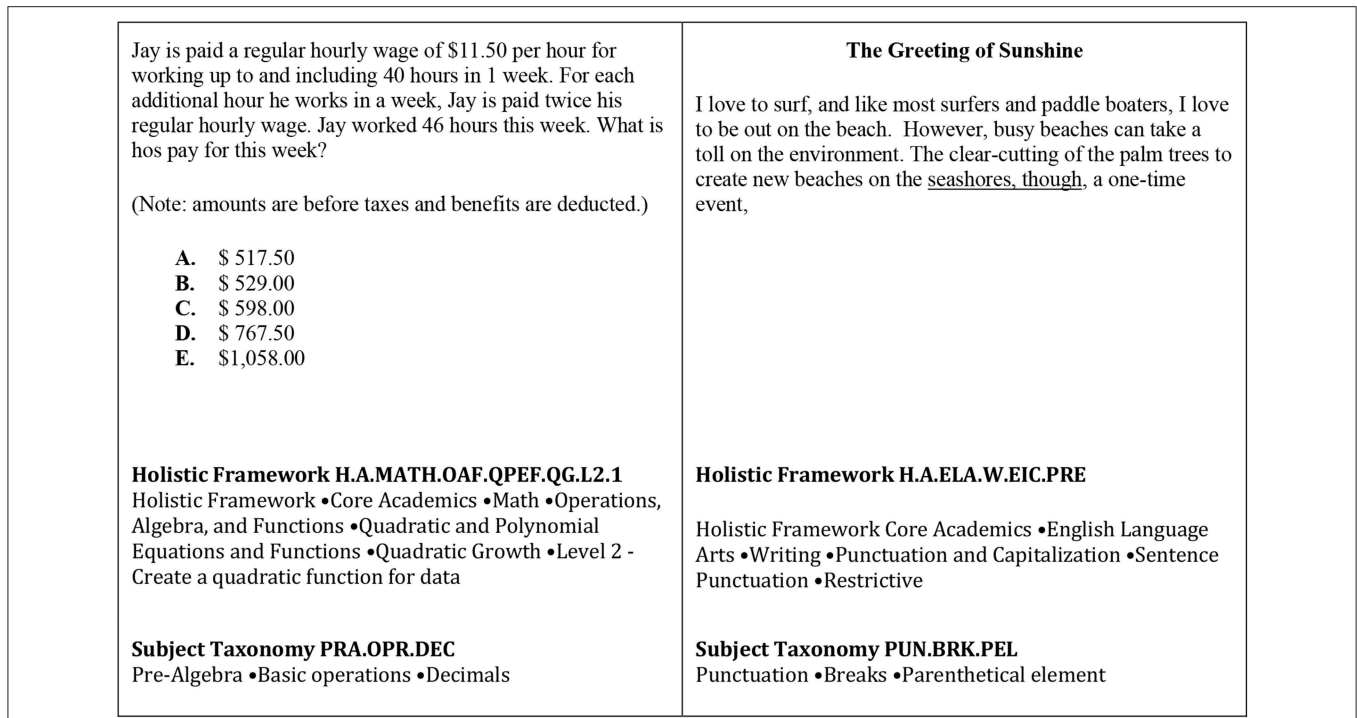 Jay is paid a regular hourly wage of $11.50 per hour for
working up to and including 40 hours in 1 week. For each
additional hour he works in a week, Jay is paid twice his
regular hourly wage. Jay worked 46 hours this week. What is
hos pay for this week?
(Note: amounts are before taxes and benefits are deducted.)
A. $ 517.50
B. $ 529.00
C. $ 598.00
D. $ 767.50
E. $1,058.00
Holistic Framework H.A.MATH.OAF.QPEF.QG.L2.1
Holistic Framework •Core Academics •Math •Operations,
Algebra, and Functions •Quadratic and Polynomial
Equations and Functions •Quadratic Growth •Level 2 -
Create a quadratic function for data
Subject Taxonomy PRA.OPR.DEC
Pre-Algebra •Basic operations •Decimals
The Greeting of Sunshine
I love to surf, and like most surfers and paddle boaters, I love
to be out on the beach.  However, busy beaches can take a
toll on the environment. The clear-cutting of the palm trees to
create new beaches on the seashores, though, a one-time
event,
Holistic Framework H.A.ELA.W.EIC.PRE
Holistic Framework Core Academics •English Language
Arts •Writing •Punctuation and Capitalization •Sentence
Punctuation •Restrictive
Subject Taxonomy PUN.BRK.PEL
Punctuation •Breaks •Parenthetical element